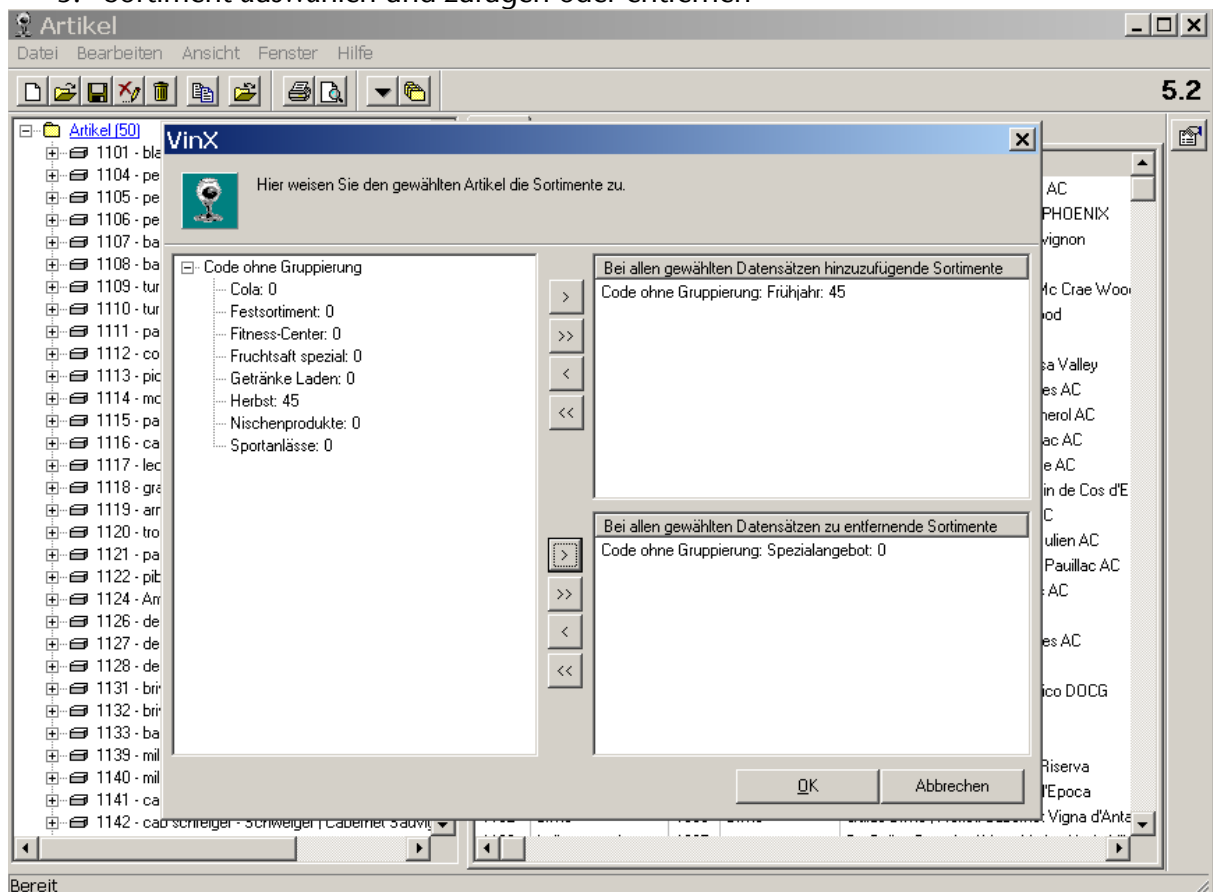 Sortiment auswählen und zufügen oder entfernen
Artikel
Datei Bearbeiten Ansicht Fenster Hilfe
5.2
Artikel (50)
VinX
Hier weisen Sie den gewählten Artikel die Sortimente zu.
1101 - bla
1104 - pe
1105 - pe
1106 - pe
1107 - ba
1108 - ba
1109 - tur
1110 - tur
1111 - pa
1112 - co
1113 - pic
1114 - mo
1115 - pa
1116 - ca
1117 - lec
1118 - gra
1119 - arr
1120 - tro
1121 - pa
1122 - pib
1124 - Am
1126 - de
1127 - de
1128 - de
1131 - bri
1132 - bri
1133 - ba
1139 - mil
1140 - mil
1141 - ca
1142 - cab
Code ohne Gruppierung
Cola: 0
Festsortiment: 0
Fitness-Center: 0
Fruchtsaft spezial: 0
Getränke Laden: 0
Herbst: 45
Nischenprodukte: 0
Sportanlässe: 0
>
>>
<
<<
Bei allen gewählten Datensätzen hinzuzufügende Sortimente
Code ohne Gruppierung: Frühjahr: 45
>
>>
<
<<
Bei allen gewählten Datensätzen zu entfernende Sortimente
Code ohne Gruppierung: Spezialangebot: 0
OK Abbrechen
AC
PHOENIX
vignon
Mc Crae Woo
ood
sa Valley
es AC
nerol AC
ac AC
e AC
in de Cos d'E
C
ulien AC
Pauillac AC
AC
es AC
ico DOCG
Riserva
l'Epoca
Vigna d'Anta
Bereit